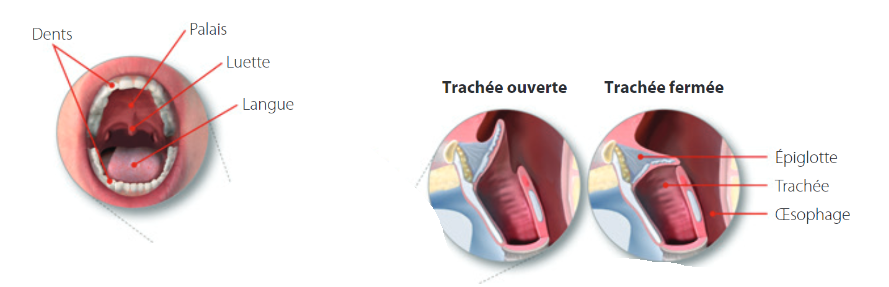 Dents
Palais
Luette
Langue
Trachée ouverte
Trachée fermée
Épiglotte
Trachée
Œsophage